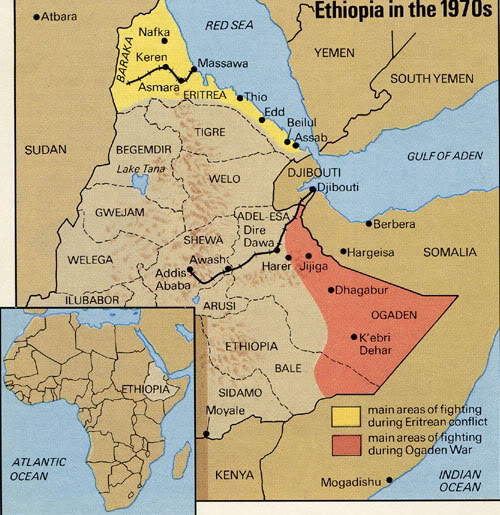 Ethiopia in the 1970s
Atbara
RED SEA
Nafka
BARAKA
Keren
Massawa
Asmara
ERITREA
Thio
Edd
Beilul
Assab
YEMEN
SOUTH YEMEN
SUDAN
TIGRE
BEGEMDIR
Lake Tana
WELO
GULF OF ADEN
DJIBOUTI
Djibouti
GWEJAM
ADEL-ESA
Berbera
SHEWA
Dire
Dawa
WELEGA
Awash
Addis
Ababa
Harer
Jijiga
Hargeisa
SOMALIA
ILUBABOR
ARUSI
Dhagabur
OGADEN
ETHIOPIA
K'ebri
Dehar
BALE
SIDAMO
Moyale
KENYA
Mogadishu
INDIAN
OCEAN
main areas of fighting
during Eritrean conflict
main areas of fighting
during Ogaden War
ETHIOPIA
ATLANTIC
OCEAN